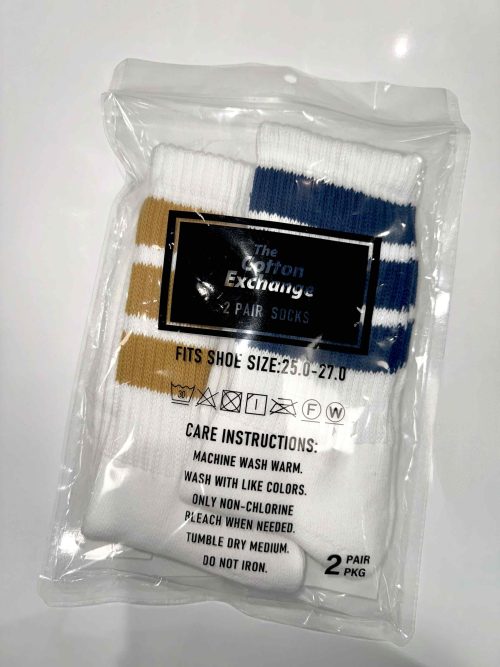 The
Cotton
Exchange
2 PAIR SOCKS
FITS SHOE SIZE:25.0-27.0
30
F W
CARE INSTRUCTIONS:
MACHINE WASH WARM.
WASH WITH LIKE COLORS.
ONLY NON-CHLORINE
BLEACH WHEN NEEDED.
TUMBLE DRY MEDIUM.
DO NOT IRON.
2 PAIR
PKG